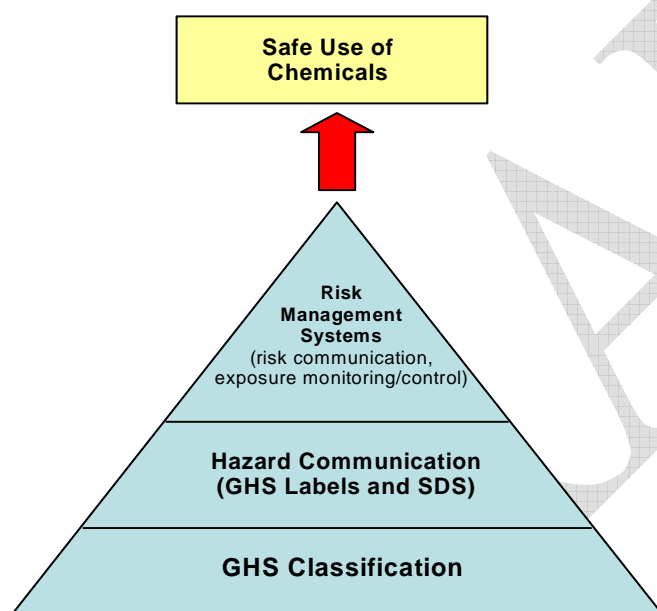 Safe Use of
Chemicals
Risk
Management
Systems
(risk communication,
exposure monitoring/control)
Hazard Communication
(GHS Labels and SDS)
GHS Classification